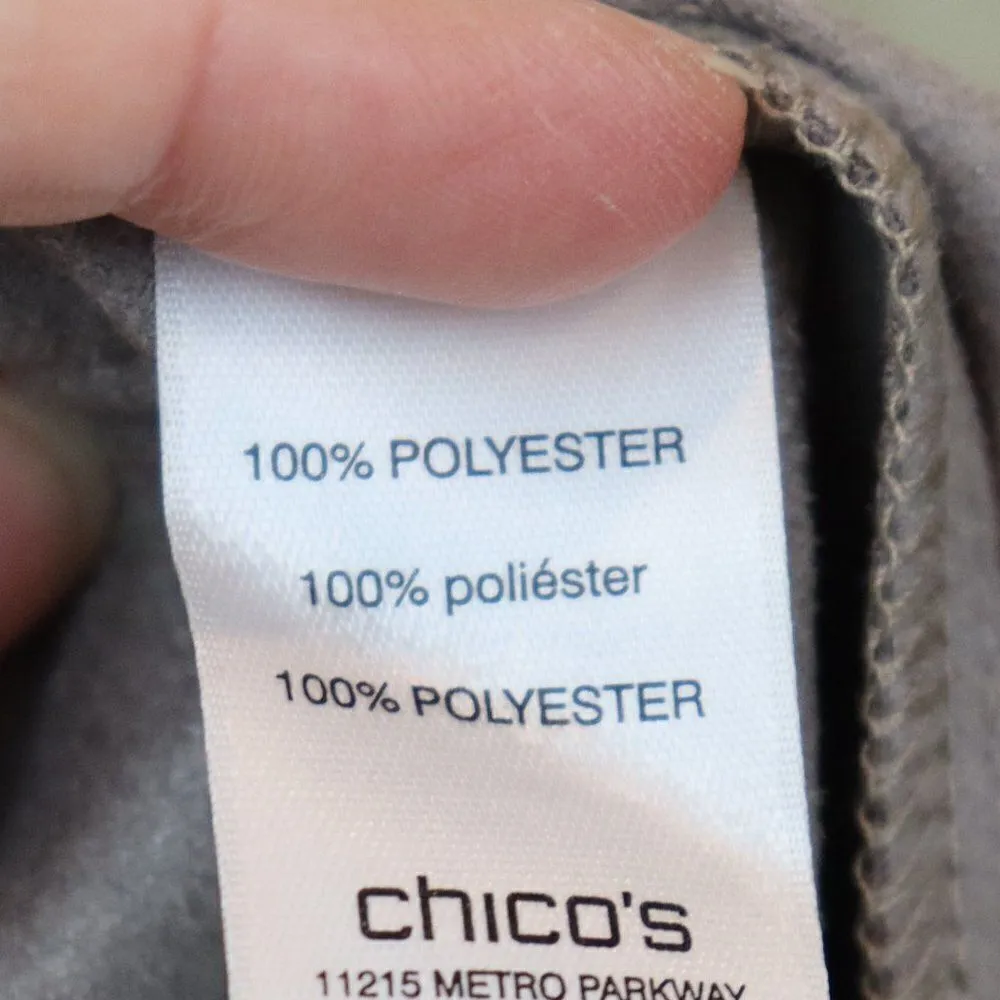 100% POLYESTER
100% poliéster
100% POLYESTER
chico's
11215 METRO PARKWAY